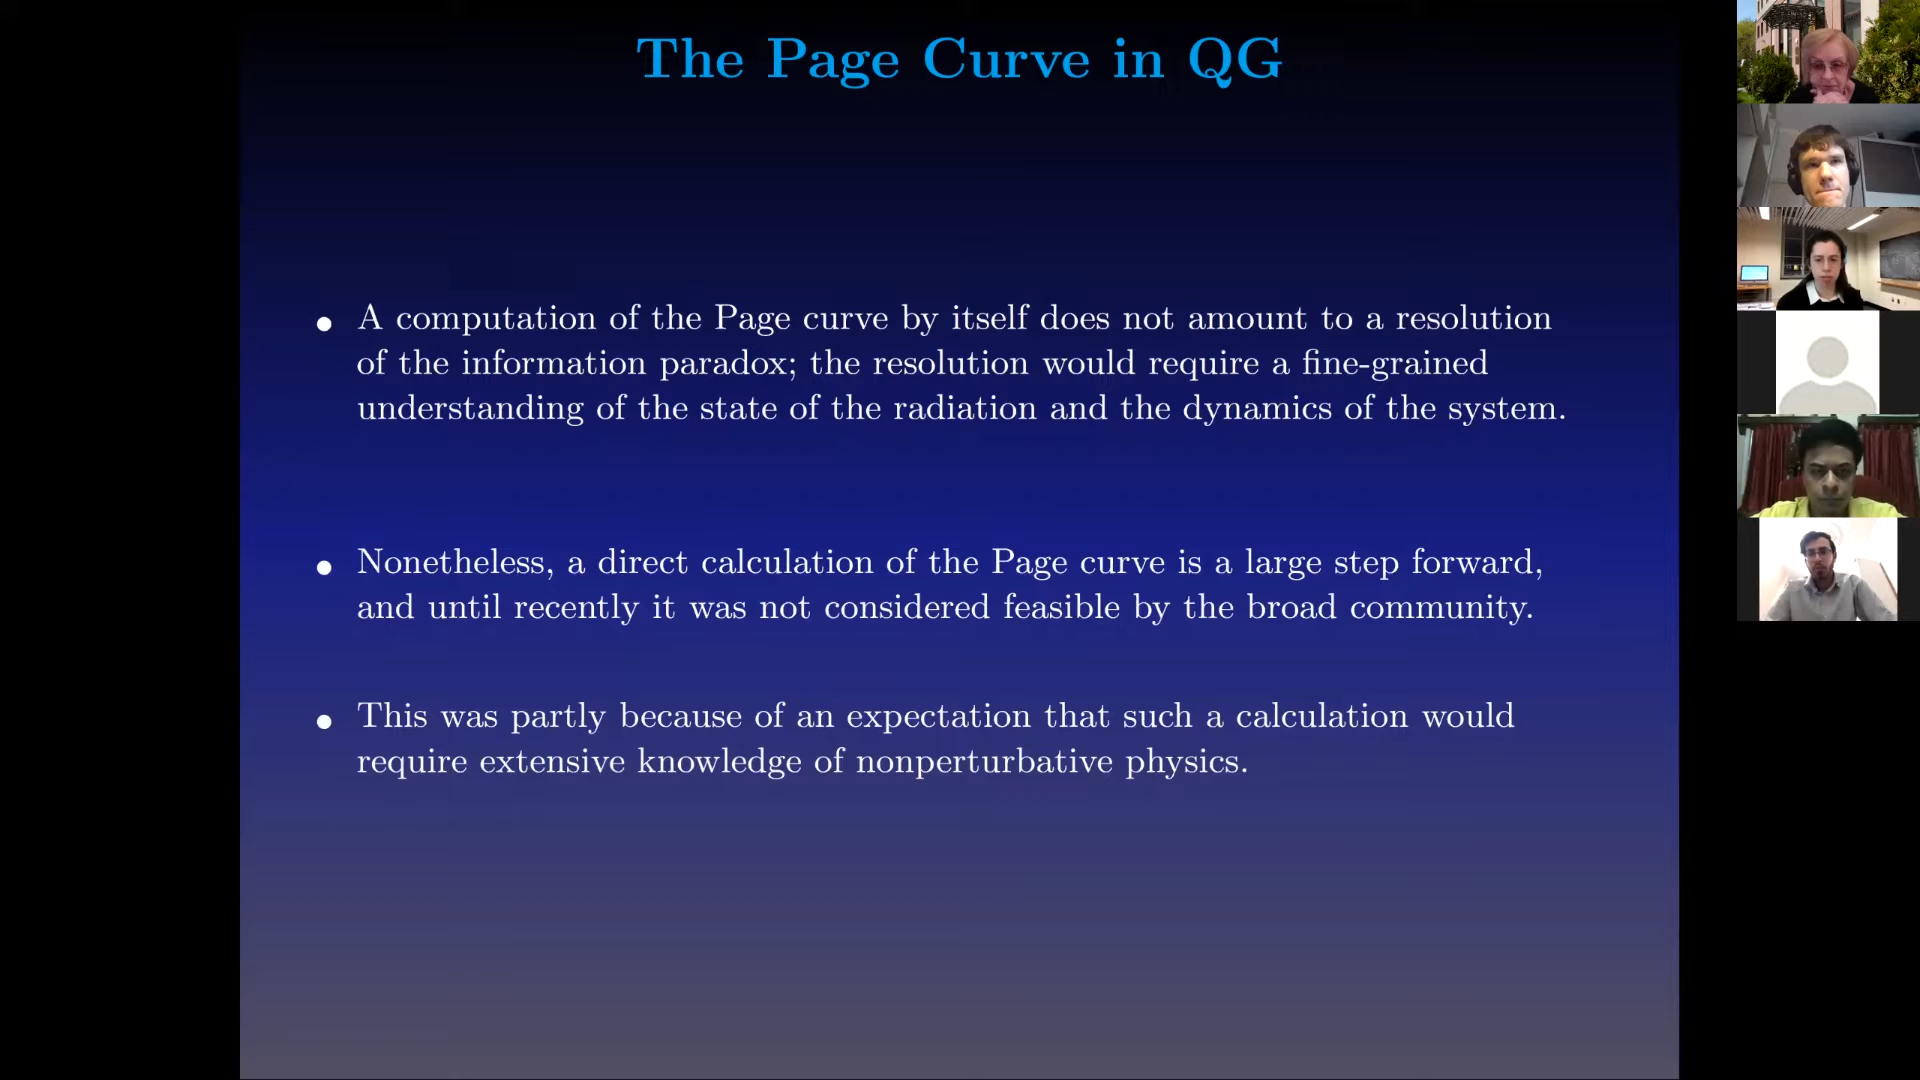 The Page Curve in QG
• A computation of the Page curve by itself does not amount to a resolution
of the information paradox; the resolution would require a fine-grained
understanding of the state of the radiation and the dynamics of the system.
• Nonetheless, a direct calculation of the Page curve is a large step forward,
and until recently it was not considered feasible by the broad community.
• This was partly because of an expectation that such a calculation would
require extensive knowledge of nonperturbative physics.